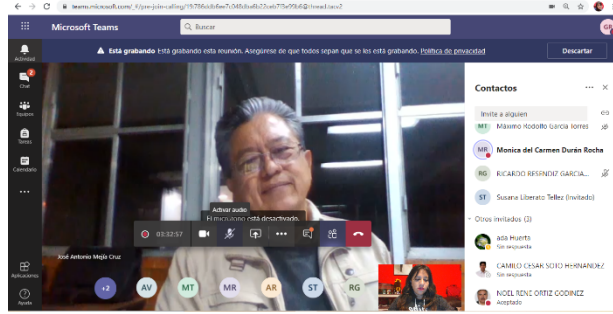 teams.microsoft.com/_#/pre-join-calling/19:
Microsoft Teams
Buscar
GR
Está grabando Está grabando esta reunión. Asegúrese de que todos sepan que se les está grabando. Política de privacidad
Descartar
Actividad
Chat
Equipos
Tareas
Calendario
Aplicaciones
Ayuda
Activar audio
El micrófono está desactivado.
03:32:57
José Antonio Mejía Cruz
+2
AV
MT
MR
AR
ST
RG
Contactos
Invite a alguien
MT Máximo Rodolfo García Torres
MR Monica del Carmen Durán Rocha
RG RICARDO RESENDIZ GARCIA...
ST Susana Liberato Tellez (Invitado)
Otros invitados (3)
ada Huerta
Sin respuesta
CAMILO CESAR SOTO HERNANDEZ
Sin respuesta
NOEL RENE ORTIZ GODINEZ
Aceptado